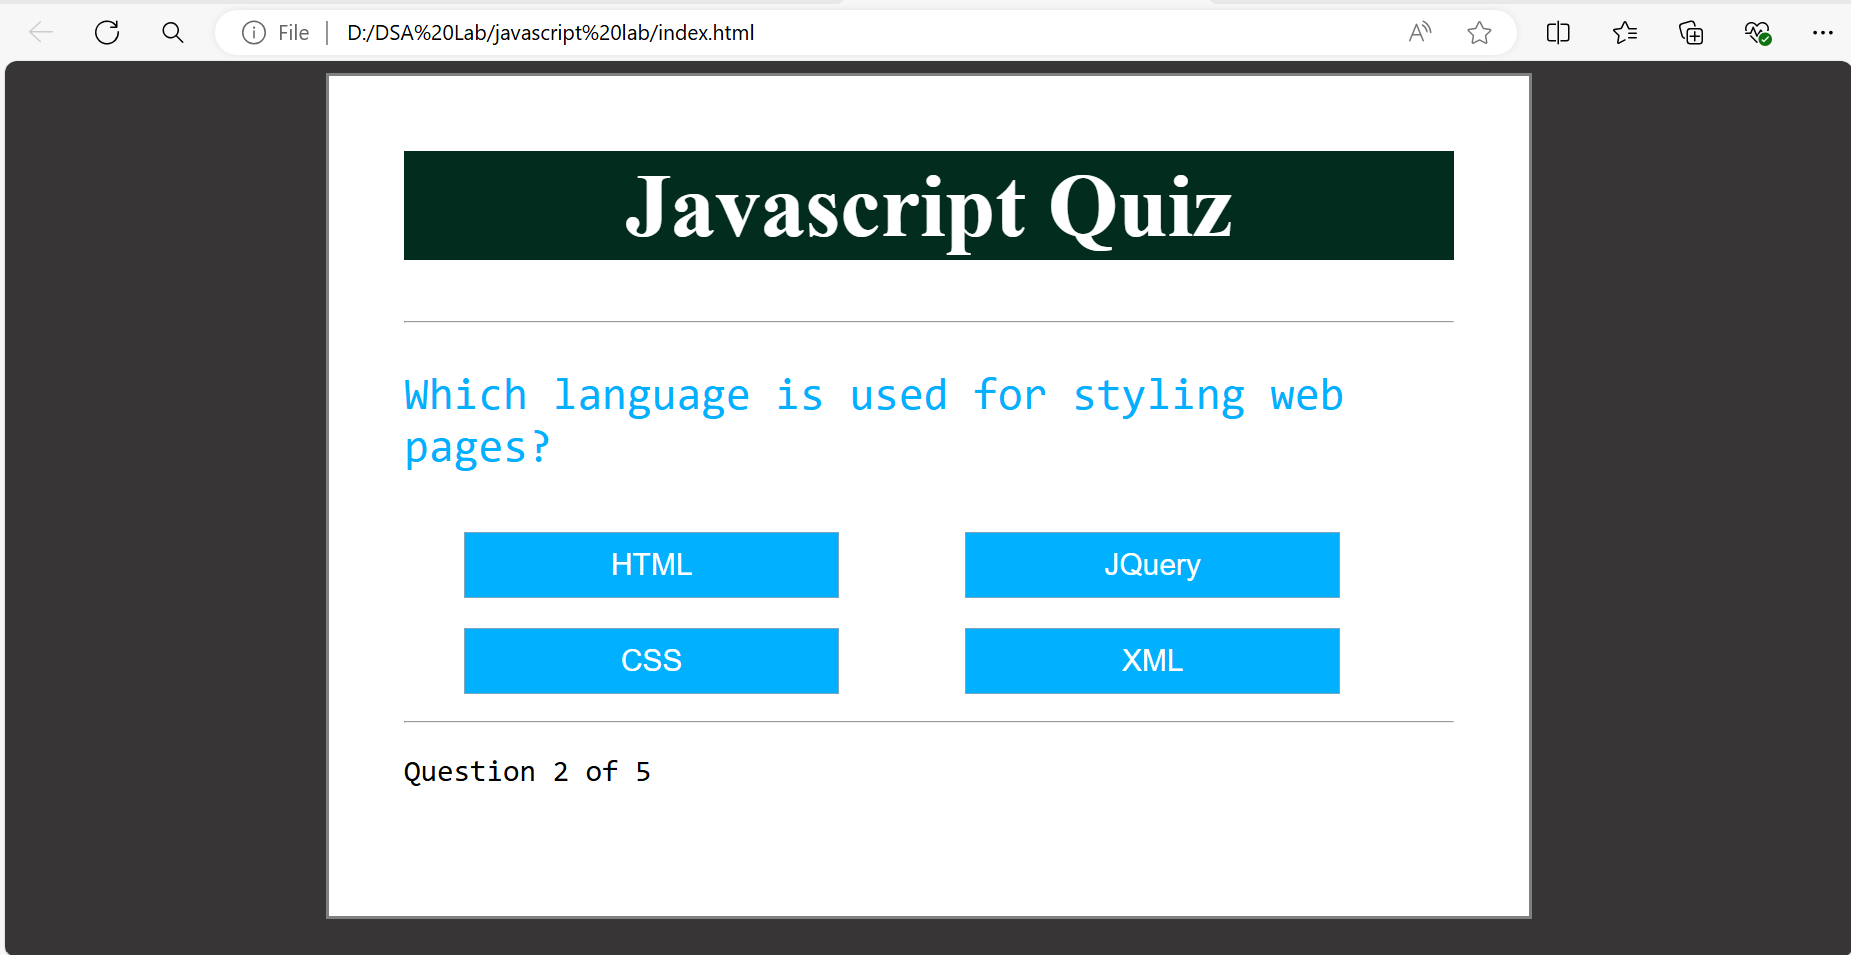 File D:/DSA%20Lab/javascript%20lab/index.html
Javascript Quiz
Which language is used for styling web
pages?
HTML JQuery
CSS XML
Question 2 of 5